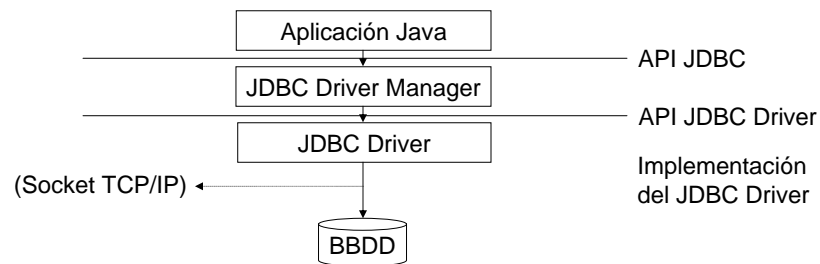 Aplicación Java
API JDBC
JDBC Driver Manager
API JDBC Driver
JDBC Driver
Implementación
del JDBC Driver
(Socket TCP/IP)
BBDD